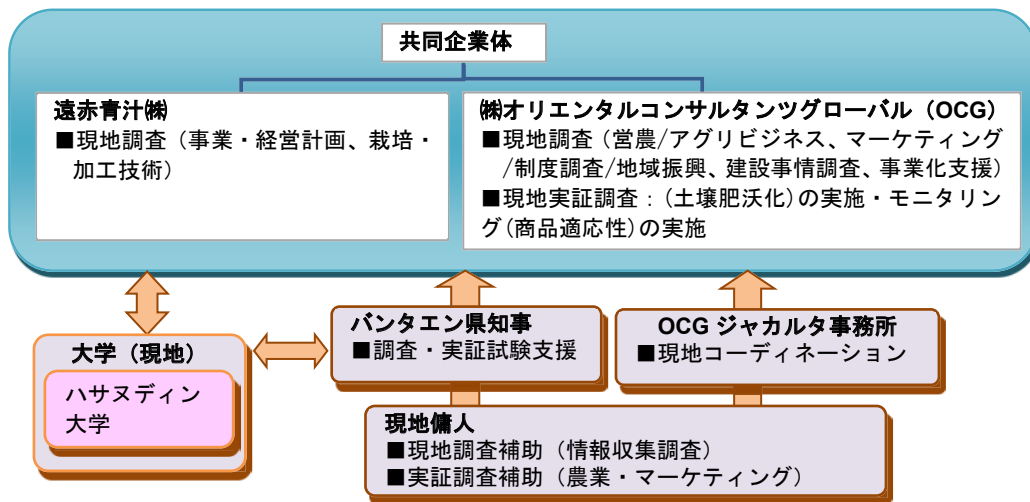 共同企業体
遠赤青汁㈱
■現地調査（事業・経営計画、栽培・
加工技術）
㈱オリエンタルコンサルタンツグローバル（OCG）
■現地調査（営農/アグリビジネス、マーケティング
/制度調査/地域振興、建設事情調査、事業化支援）
■現地実証調査：(土壌肥沃化)の実施・モニタリン
グ(商品適応性)の実施
大学（現地）
ハサヌディン
大学
バンタエン県知事
■調査・実証試験支援
OCG ジャカルタ事務所
■現地コーディネーション
現地傭人
■現地調査補助（情報収集調査）
■実証調査補助（農業・マーケティング）